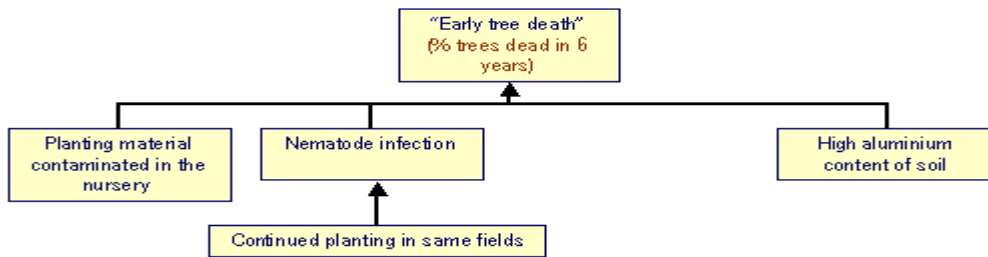 “Early tree death”
(% trees dead in 6
years)
Planting material
contaminated in the
nursery
Nematode infection
High aluminium
content of soil
Continued planting in same fields